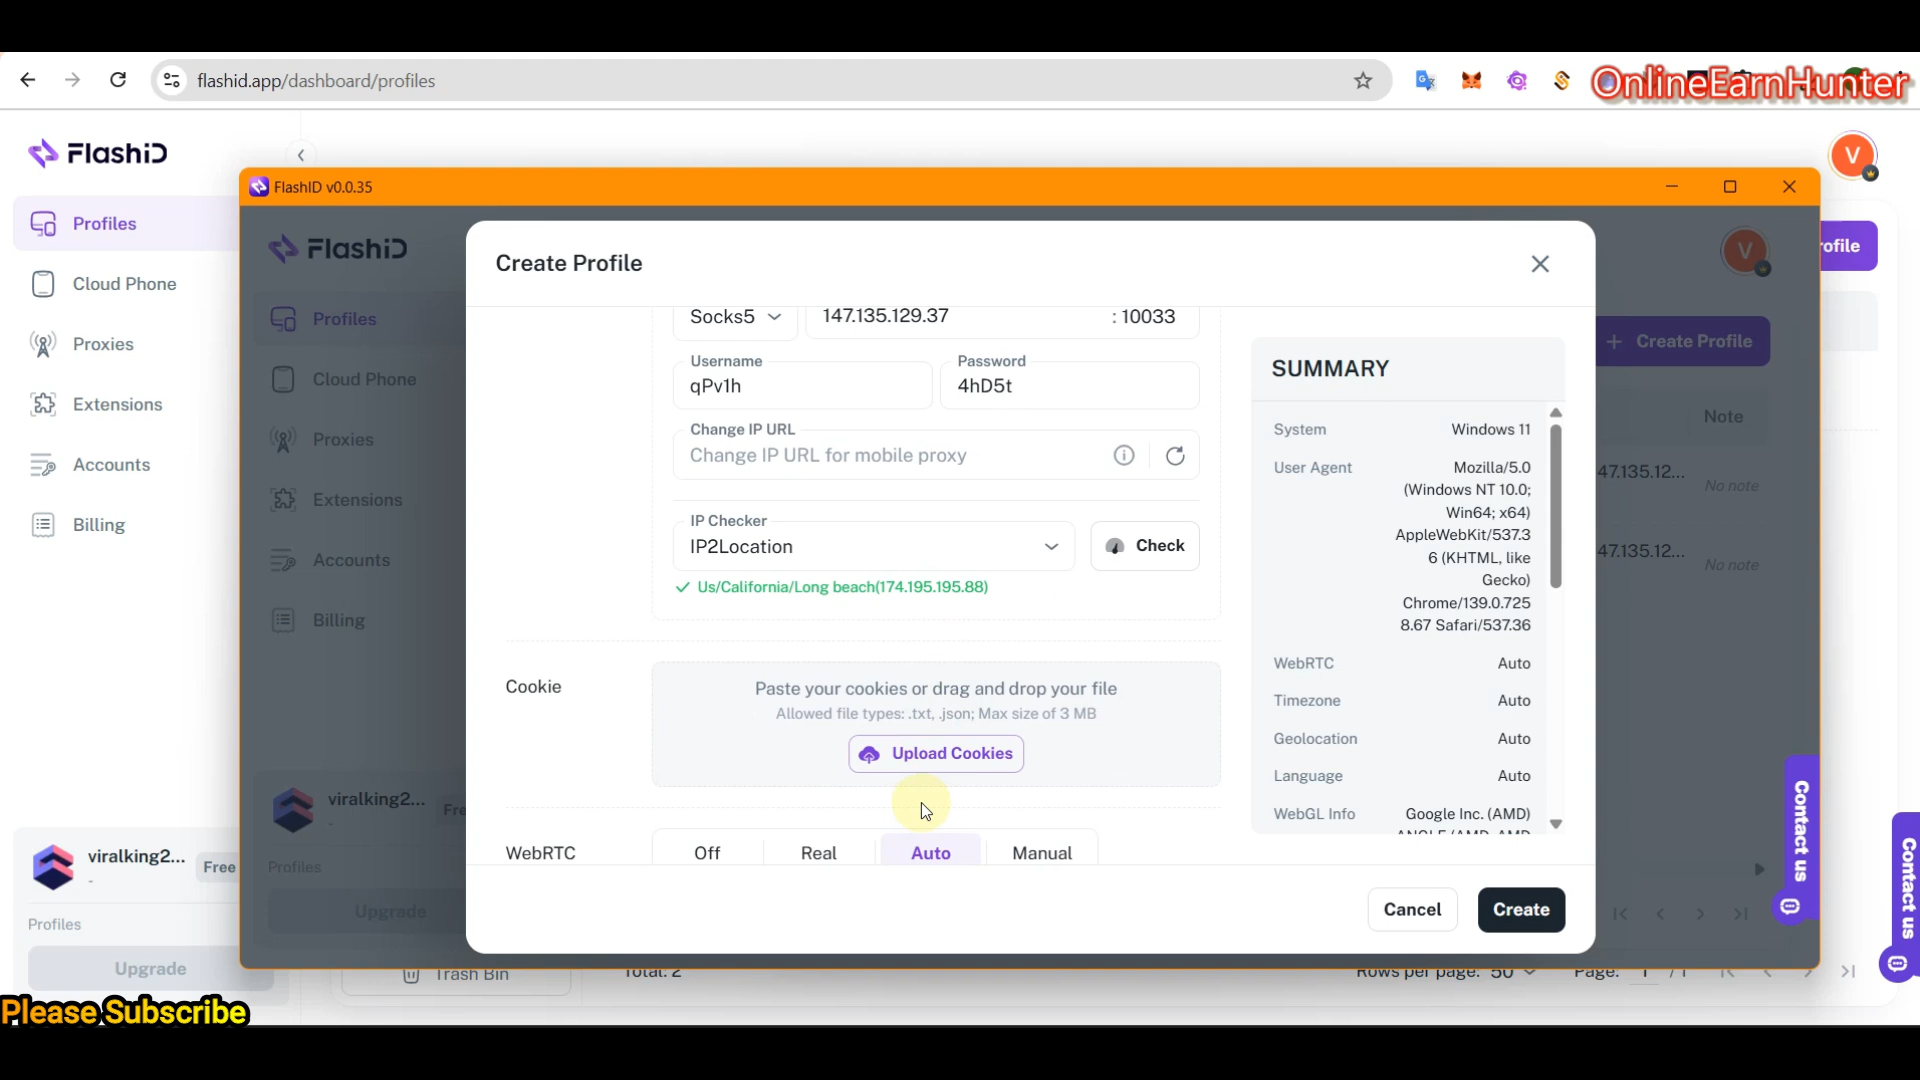 flashid.app/dashboard/profiles
OnlineEarnHunter
FlashID
V
FlashID v0.0.35
Profiles
Cloud Phone
Proxies
Extensions
Accounts
Billing
viralking2...
Free
-
Profiles
Upgrade
FlashID
Profiles
Cloud Phone
Proxies
Extensions
Accounts
Billing
viralking2...
Fre
-
Profiles
Upgrade
Create Profile
Socks5
147.135.129.37
: 10033
Username
qPv1h
Password
4hD5t
Change IP URL
Change IP URL for mobile proxy
IP Checker
IP2Location
Check
Us/California/Long beach(174.195.195.88)
Cookie
Paste your cookies or drag and drop your file
Allowed file types: .txt, .json; Max size of 3 MB
Upload Cookies
WebRTC
Off
Real
Auto
Manual
SUMMARY
System
Windows 11
User Agent
Mozilla/5.0
(Windows NT 10.0;
Win64; x64)
AppleWebKit/537.3
6 (KHTML, like
Gecko)
Chrome/139.0.725
8.67 Safari/537.36
WebRTC
Auto
Timezone
Auto
Geolocation
Auto
Language
Auto
WebGL Info
Google Inc. (AMD)
ANGLE (AMD, AMD
Cancel
Create
V
ofile
+ Create Profile
Note
47.135.12...
No note
47.135.12...
No note
Contact us
Contact us
Trash Bin
Total: 2
Rows per page: 50
Page: 1 / 1
Please Subscribe